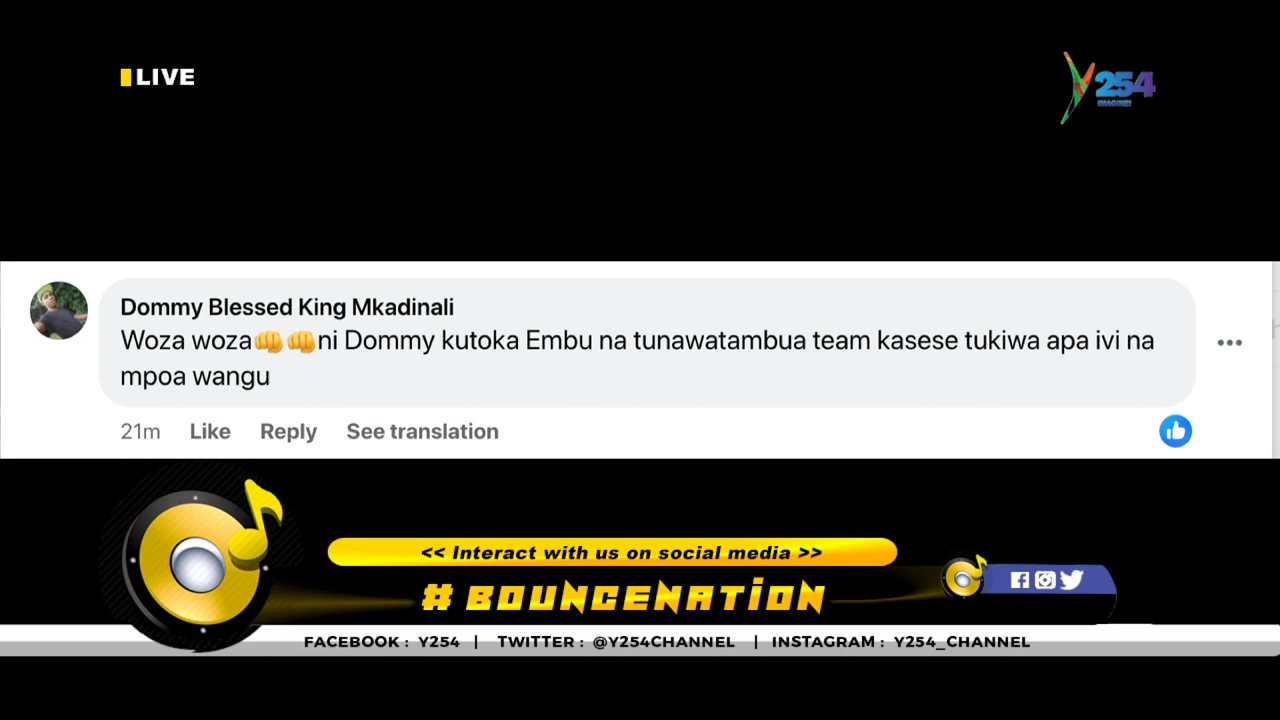 LIVE
Y254
IMAGINE!
Dommy Blessed King Mkadinali
Woza woza👊👊ni Dommy kutoka Embu na tunawatambua team kasese tukiwa apa ivi na
mpoa wangu
21m Like Reply See translation
<< Interact with us on social media >>
# BOUNCENATION
FACEBOOK : Y254 | TWITTER : @Y254CHANNEL | INSTAGRAM : Y254_CHANNEL